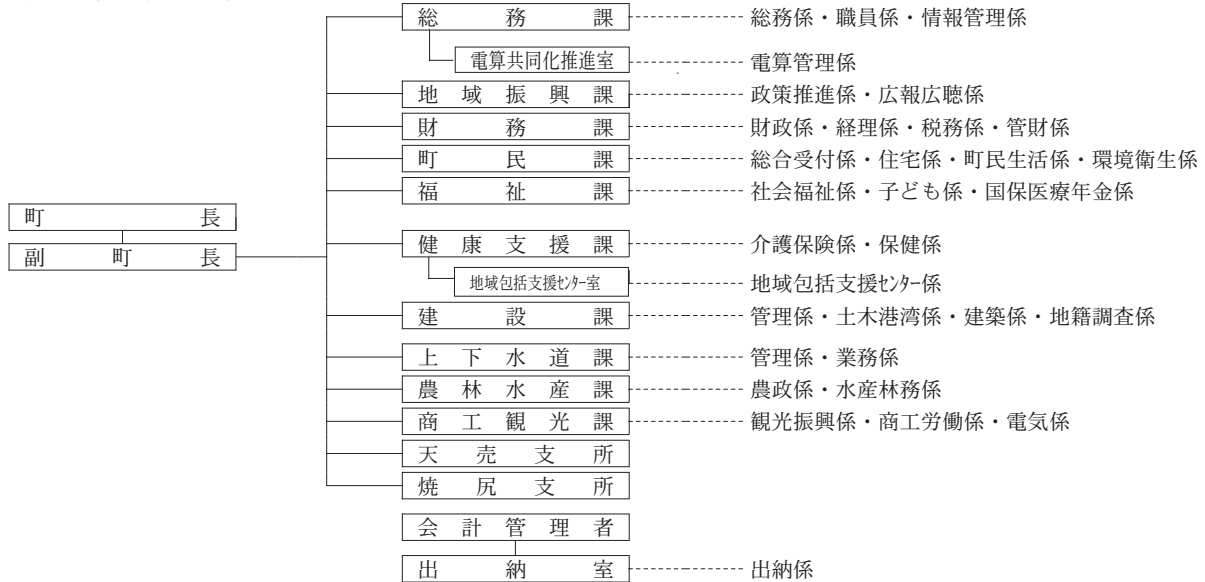 総務課 総務係・職員係・情報管理係
電算共同化推進室 電算管理係
地域振興課 政策推進係・広報広聴係
財務課 財政係・経理係・税務係・管財係
町民課 総合受付係・住宅係・町民生活係・環境衛生係
福祉課 社会福祉係・子ども係・国保医療年金係
町長
副町長
健康支援課 介護保険係・保健係
地域包括支援ｾﾝﾀｰ室 地域包括支援ｾﾝﾀｰ係
建設課 管理係・土木港湾係・建築係・地籍調査係
上下水道課 管理係・業務係
農林水産課 農政係・水産林務係
商工観光課 観光振興係・商工労働係・電気係
天売支所
焼尻支所
会計管理者
出納室 出納係